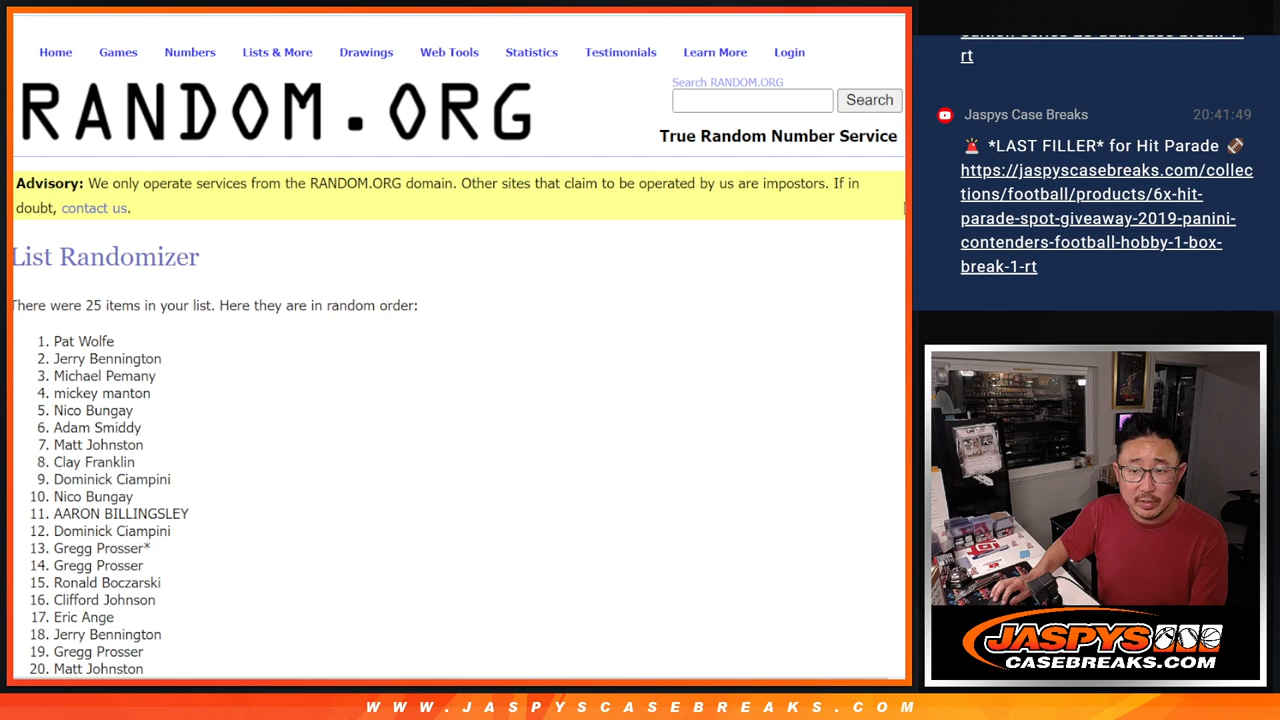 Home Games Numbers Lists & More Drawings Web Tools Statistics Testimonials Learn More Login
RANDOM.ORG
Search RANDOM.ORG
Search
True Random Number Service
Advisory: We only operate services from the RANDOM.ORG domain. Other sites that claim to be operated by us are impostors. If in
doubt, contact us.
List Randomizer
There were 25 items in your list. Here they are in random order:
1. Pat Wolfe
2. Jerry Bennington
3. Michael Pemany
4. mickey manton
5. Nico Bungay
6. Adam Smiddy
7. Matt Johnston
8. Clay Franklin
9. Dominick Ciampini
10. Nico Bungay
11. AARON BILLINGSLEY
12. Dominick Ciampini
13. Gregg Prosser*
14. Gregg Prosser
15. Ronald Boczarski
16. Clifford Johnson
17. Eric Ange
18. Jerry Bennington
19. Gregg Prosser
20. Matt Johnston
rt
Jaspys Case Breaks 20:41:49
*LAST FILLER* for Hit Parade
https://jaspyscasebreaks.com/collec
tions/football/products/6x-hit-
parade-spot-giveaway-2019-panini-
contenders-football-hobby-1-box-
break-1-rt
JASPYS
CASEBREAKS.COM
WWW.JASPYSCASEBREAKS.COM